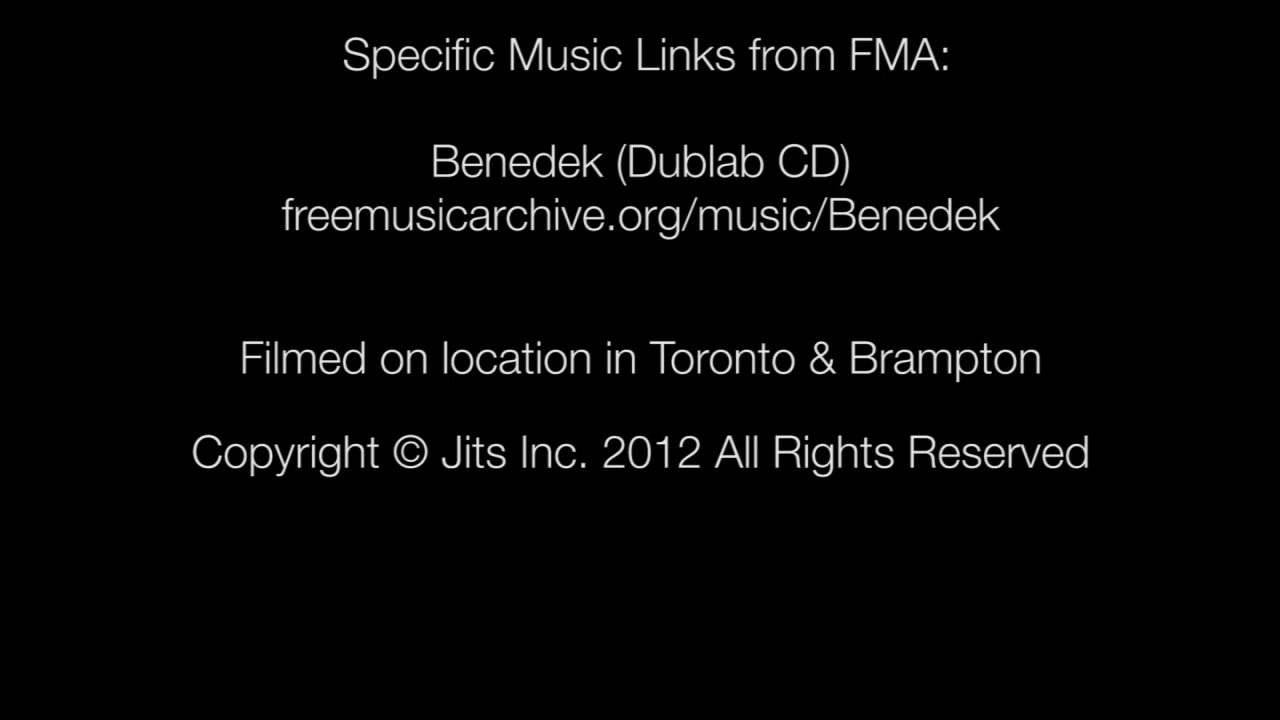 Specific Music Links from FMA:
Benedek (Dublab CD)
freemusicarchive.org/music/Benedek
Filmed on location in Toronto & Brampton
Copyright © Jits Inc. 2012 All Rights Reserved